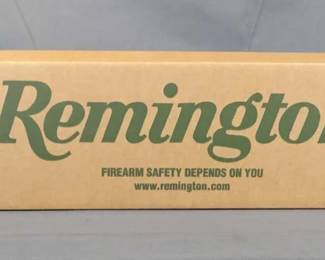 Remington
FIREARM SAFETY DEPENDS ON YOU
www.remington.com